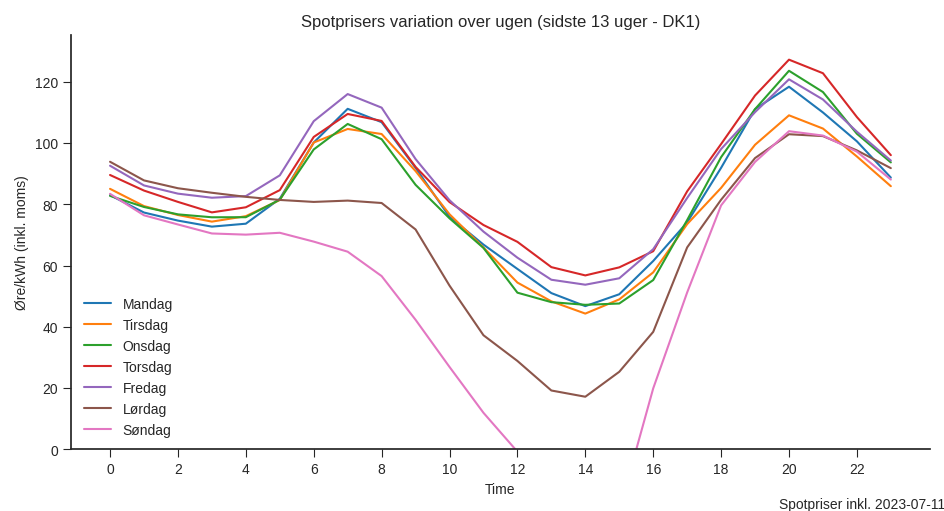 Spotprisers variation over ugen (sidste 13 uger - DK1)
Øre/kWh (inkl. moms)
120
100
80
60
40
20
0
Mandag
Tirsdag
Onsdag
Torsdag
Fredag
Lørdag
Søndag
0 2 4 6 8 10 12 14 16 18 20 22
Time
Spotpriser inkl. 2023-07-11